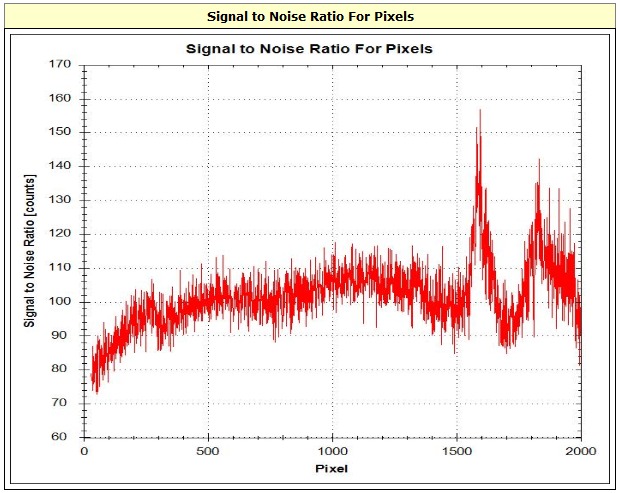 Signal to Noise Ratio For Pixels
Signal to Noise Ratio For Pixels
Signal to Noise Ratio [counts]
170
160
150
140
130
120
110
100
90
80
70
60
0 500 1000 1500 2000
Pixel